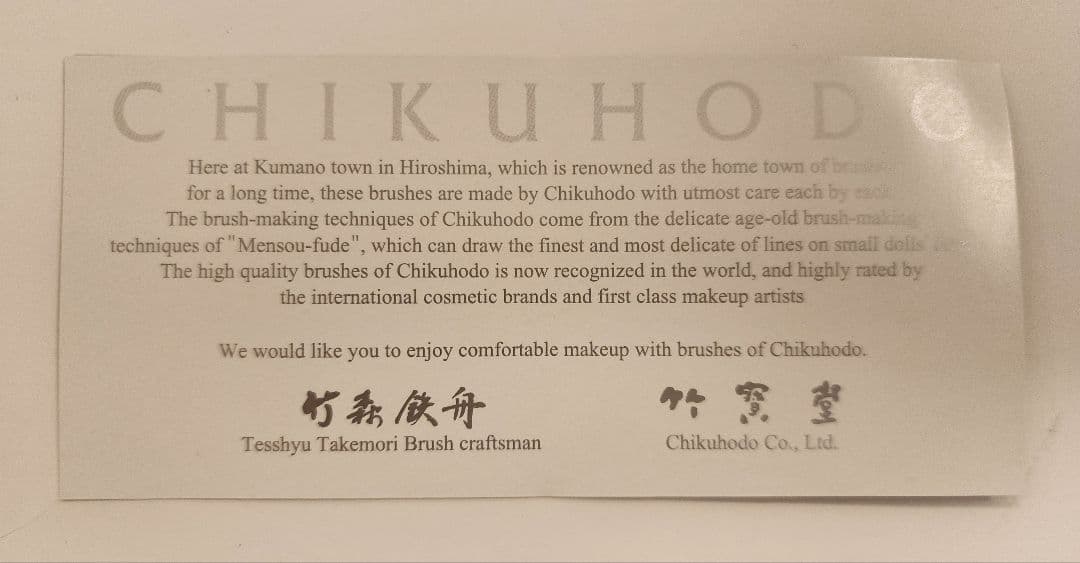 CHIKUHODO
Here at Kumano town in Hiroshima, which is renowned as the home town of
for a long time, these brushes are made by Chikuhodo with utmost care each by each
The brush-making techniques of Chikuhodo come from the delicate age-old brush-making
techniques of "Mensou-fude", which can draw the finest and most delicate of lines on small dolls
The high quality brushes of Chikuhodo is now recognized in the world, and highly rated by
the international cosmetic brands and first class makeup artists
We would like you to enjoy comfortable makeup with brushes of Chikuhodo.
竹森鉄舟
竹寳堂
Tesshyu Takemori Brush craftsman
Chikuhodo Co., Ltd.